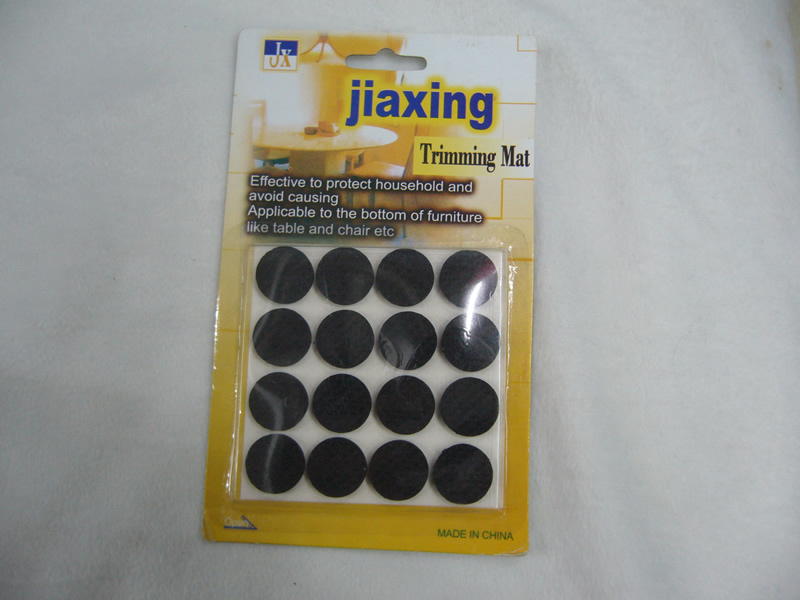 Jx
jiaxing
Trimming Mat
Effective to protect household and
avoid causing
Applicable to the bottom of furniture
like table and chair etc
MADE IN CHINA